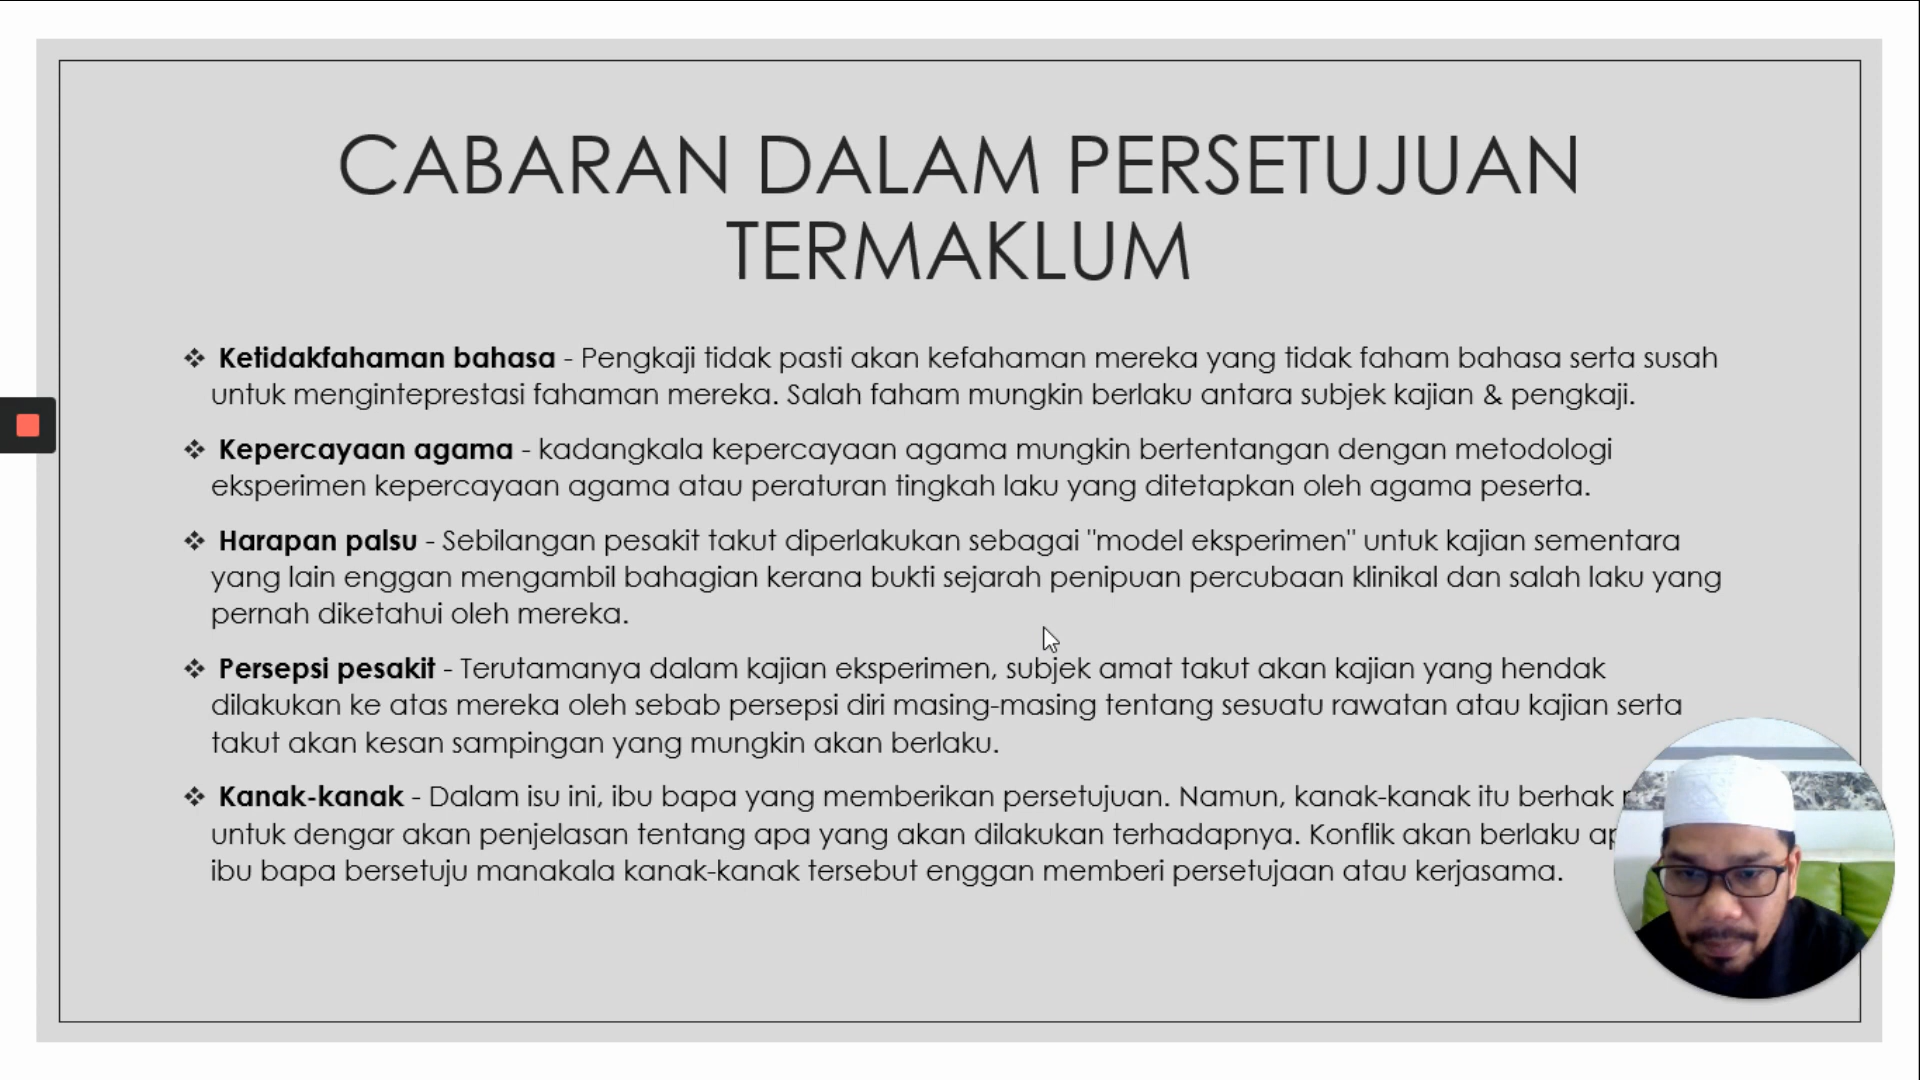 CABARAN DALAM PERSETUJUAN
TERMAKLUM
❖ Ketidakfahaman bahasa - Pengkaji tidak pasti akan kefahaman mereka yang tidak faham bahasa serta susah
untuk menginteprestasi fahaman mereka. Salah faham mungkin berlaku antara subjek kajian & pengkaji.
❖ Kepercayaan agama - kadangkala kepercayaan agama mungkin bertentangan dengan metodologi
eksperimen kepercayaan agama atau peraturan tingkah laku yang ditetapkan oleh agama peserta.
❖ Harapan palsu - Sebilangan pesakit takut diperlakukan sebagai "model eksperimen" untuk kajian sementara
yang lain enggan mengambil bahagian kerana bukti sejarah penipuan percubaan klinikal dan salah laku yang
pernah diketahui oleh mereka.
❖ Persepsi pesakit - Terutamanya dalam kajian eksperimen, subjek amat takut akan kajian yang hendak
dilakukan ke atas mereka oleh sebab persepsi diri masing-masing tentang sesuatu rawatan atau kajian serta
takut akan kesan sampingan yang mungkin akan berlaku.
❖ Kanak-kanak - Dalam isu ini, ibu bapa yang memberikan persetujuan. Namun, kanak-kanak itu berhak
untuk dengar akan penjelasan tentang apa yang akan dilakukan terhadapnya. Konflik akan berlaku
ibu bapa bersetuju manakala kanak-kanak tersebut enggan memberi persetujaan atau kerjasama.